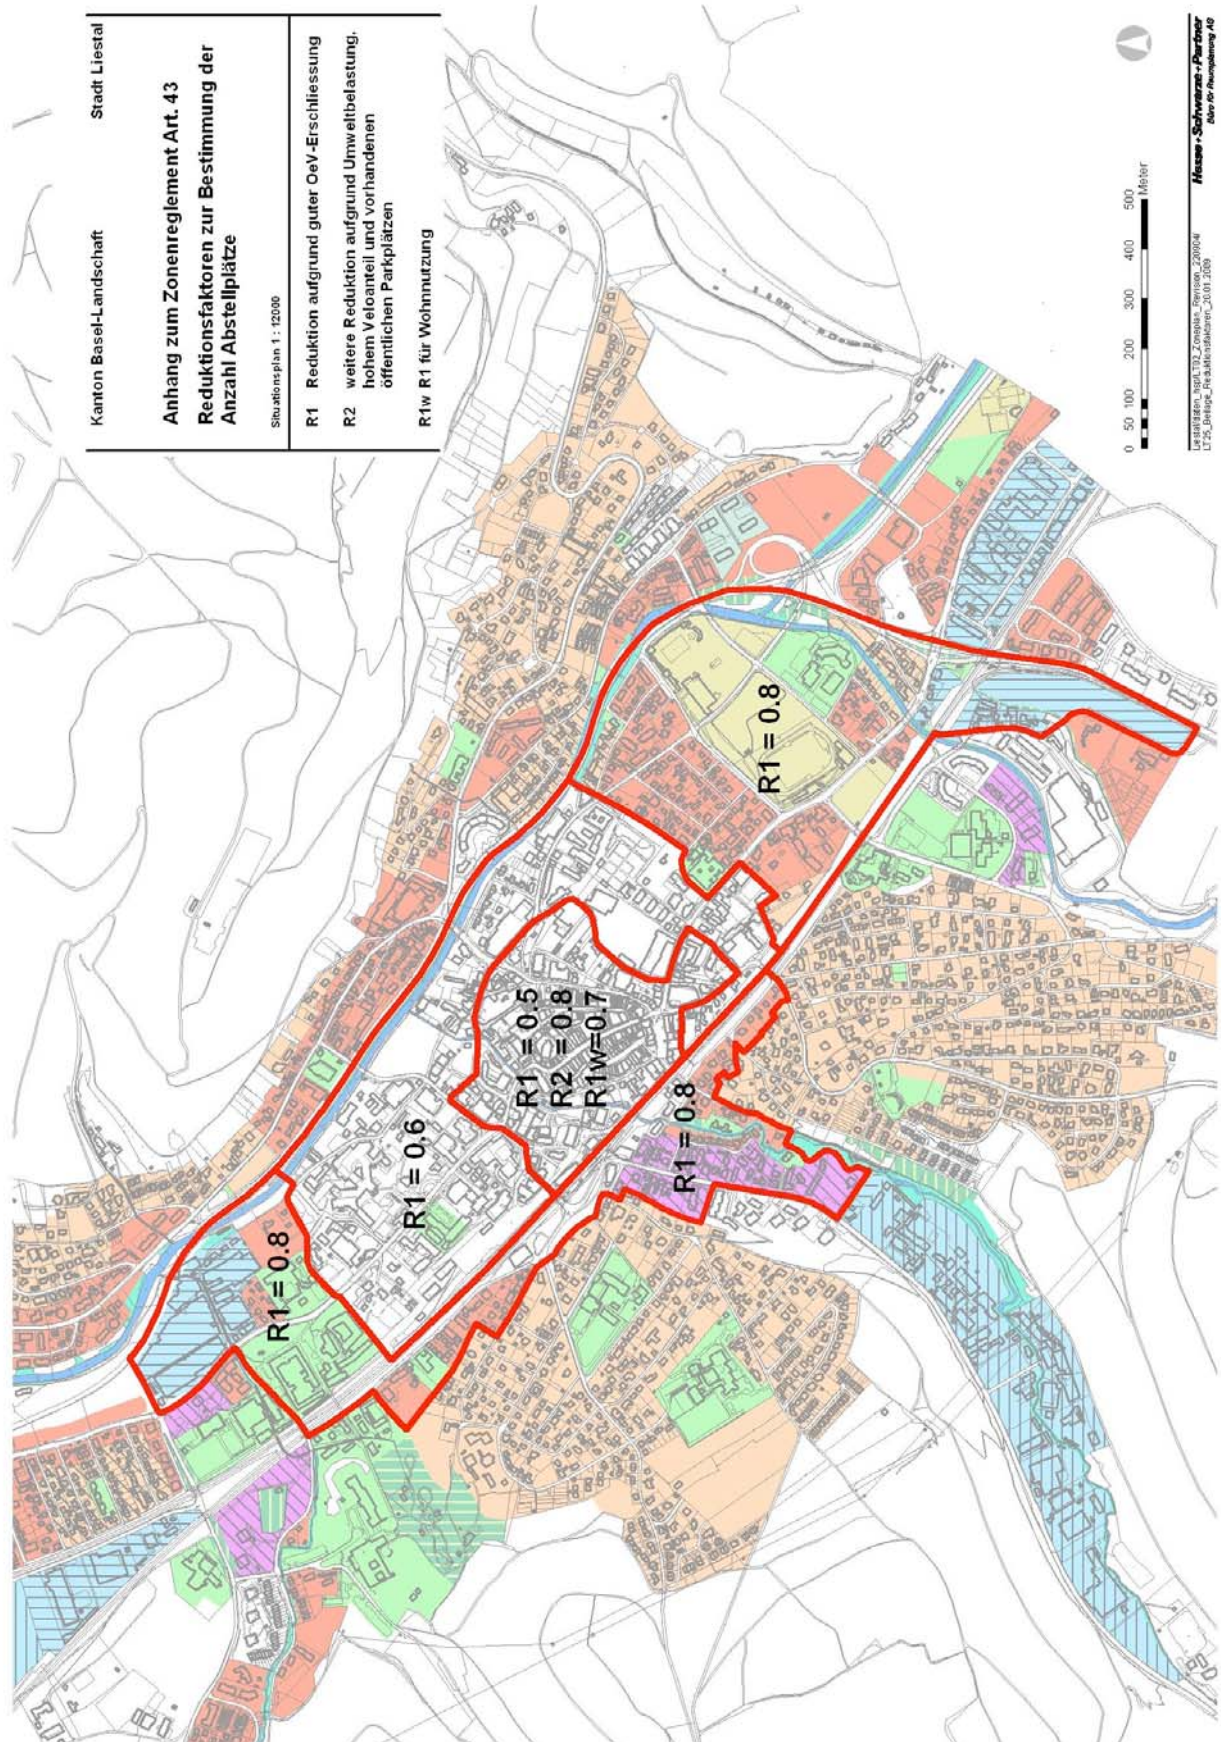 Kanton Basel-Landschaft Stadt Liestal
Anhang zum Zonenreglement Art. 43
Reduktionsfaktoren zur Bestimmung der
Anzahl Abstellplätze
Situationsplan 1 : 12000
R1 Reduktion aufgrund guter OeV-Erschliessung
R2 weitere Reduktion aufgrund Umweltbelastung,
hohem Veloanteil und vorhandenen
öffentlichen Parkplätzen
R1w R1 für Wohnnutzung
R1 = 0.8
R1 = 0.6
R1 = 0.5
R2 = 0.8
R1w=0.7
R1 = 0.8
R1 = 0.8
0 50 100 200 300 400 500
Meter
Hesse+Schwarze+Partner
Büro für Raumplanung AG